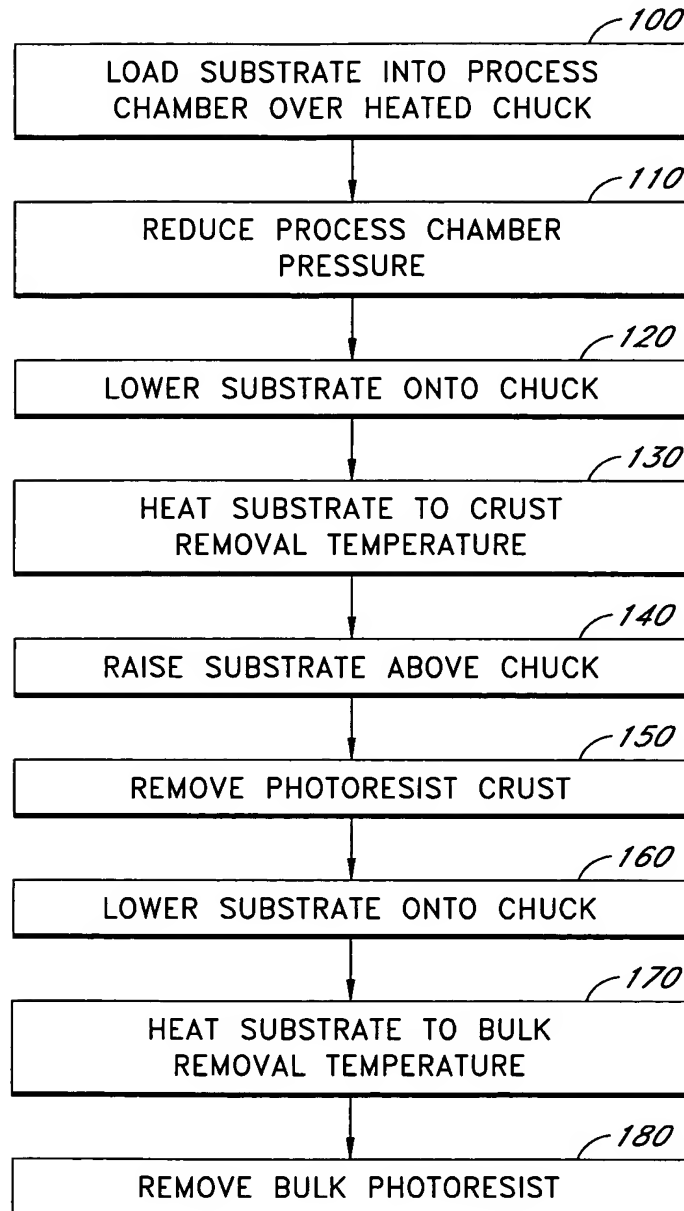 100
LOAD SUBSTRATE INTO PROCESS
CHAMBER OVER HEATED CHUCK
110
REDUCE PROCESS CHAMBER
PRESSURE
120
LOWER SUBSTRATE ONTO CHUCK
130
HEAT SUBSTRATE TO CRUST
REMOVAL TEMPERATURE
140
RAISE SUBSTRATE ABOVE CHUCK
150
REMOVE PHOTORESIST CRUST
160
LOWER SUBSTRATE ONTO CHUCK
170
HEAT SUBSTRATE TO BULK
REMOVAL TEMPERATURE
180
REMOVE BULK PHOTORESIST